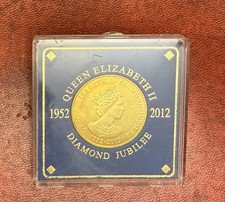 QUEEN ELIZABETH II
1952 2012
DIAMOND JUBILEE